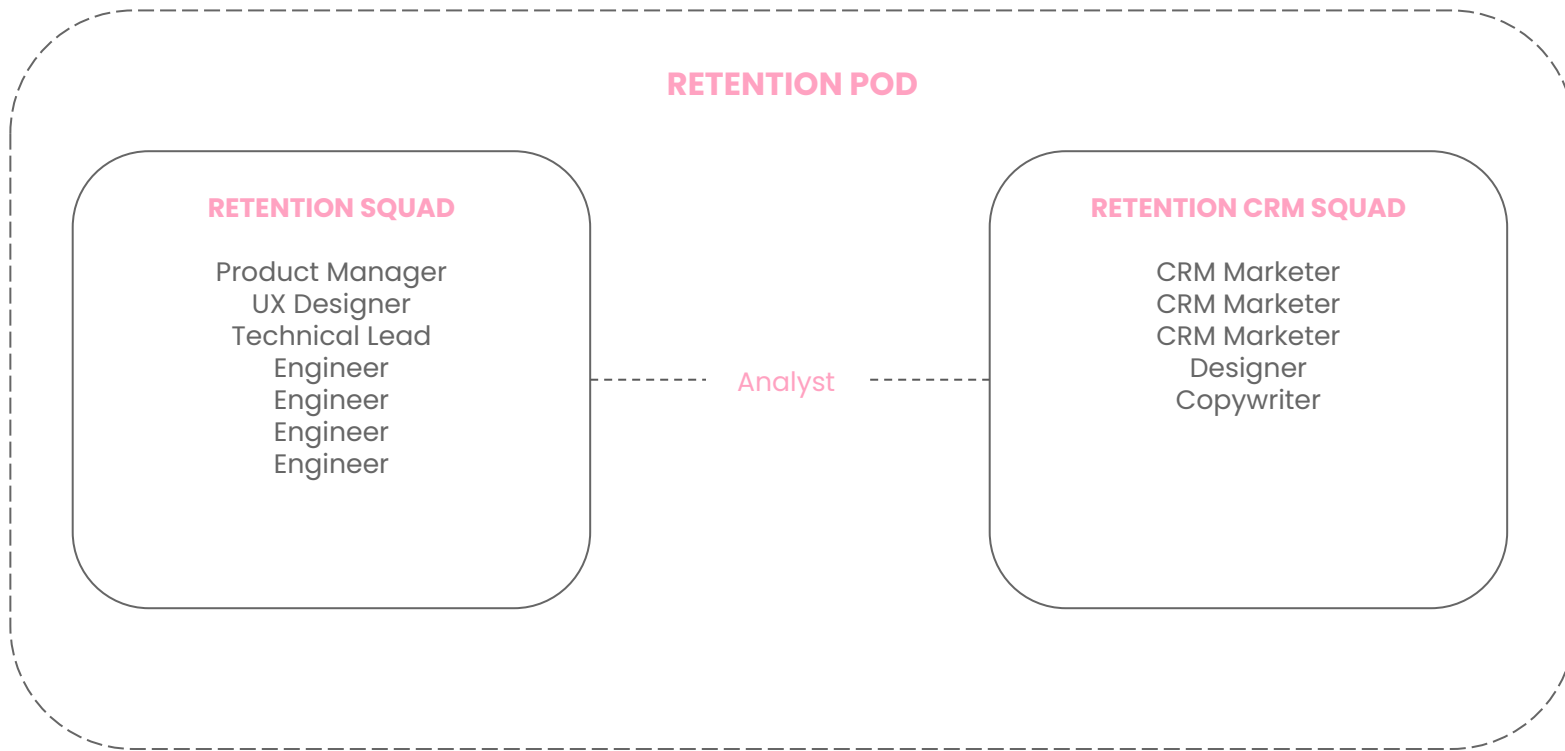 RETENTION POD
RETENTION SQUAD
Product Manager
UX Designer
Technical Lead
Engineer
Engineer
Engineer
Engineer
Analyst
RETENTION CRM SQUAD
CRM Marketer
CRM Marketer
CRM Marketer
Designer
Copywriter